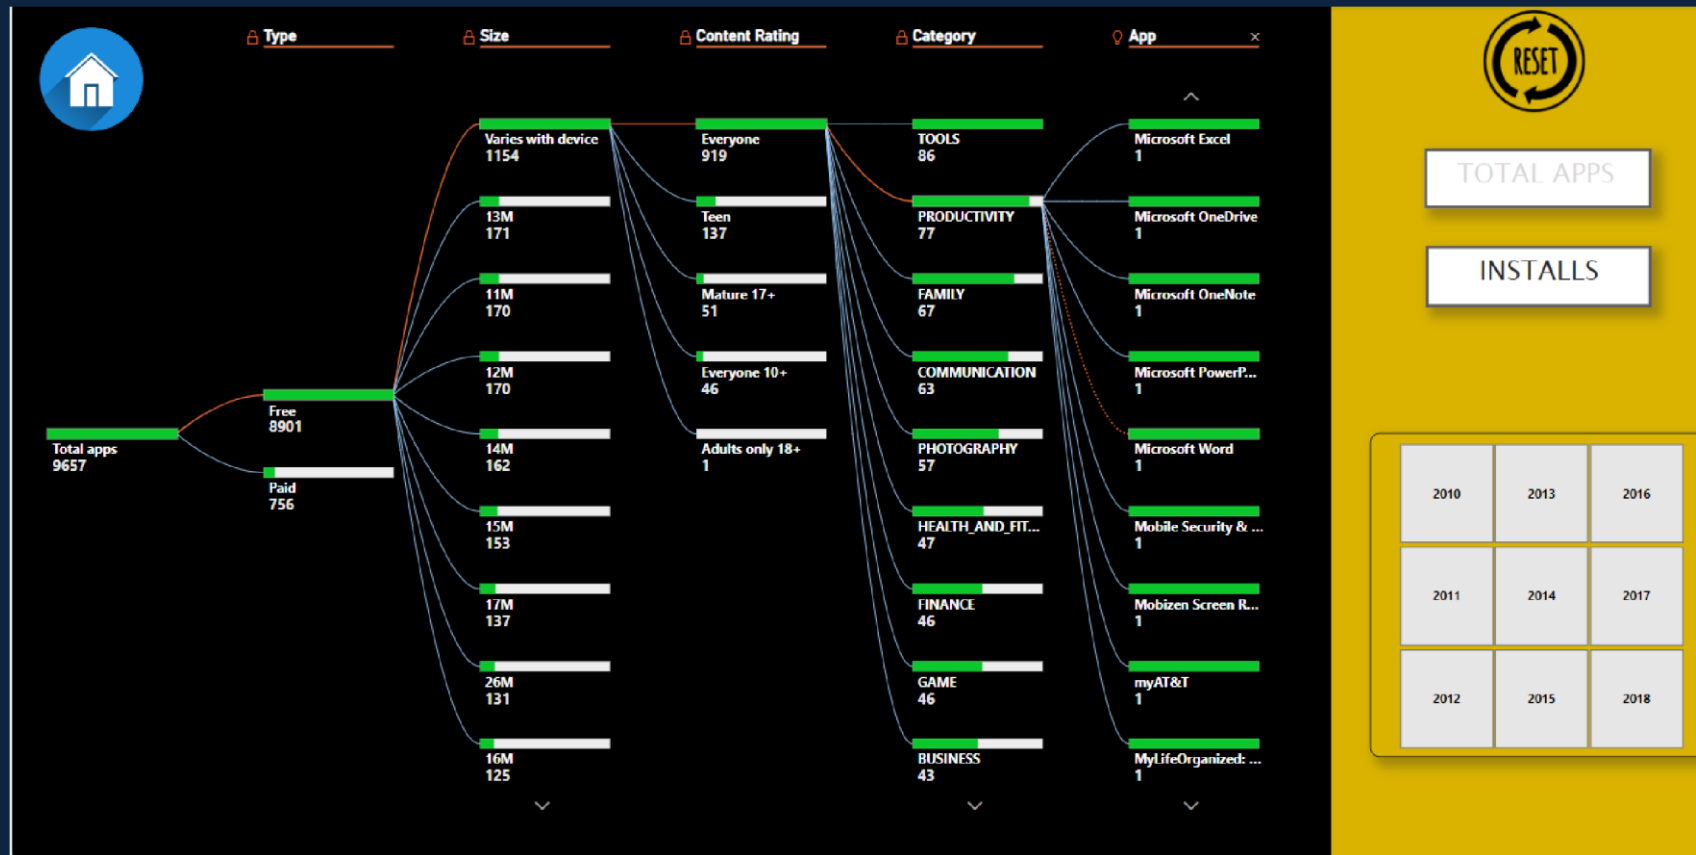 Type
Size
Content Rating
Category
App
×
RESET
TOTAL APPS
INSTALLS
Total apps
9657
Free
8901
Paid
756
Varies with device
1154
13M
171
11M
170
12M
170
14M
162
15M
153
17M
137
26M
131
16M
125
Everyone
919
Teen
137
Mature 17+
51
Everyone 10+
46
Adults only 18+
1
TOOLS
86
PRODUCTIVITY
77
FAMILY
67
COMMUNICATION
63
PHOTOGRAPHY
57
HEALTH_AND_FIT...
47
FINANCE
46
GAME
46
BUSINESS
43
Microsoft Excel
1
Microsoft OneDrive
1
Microsoft OneNote
1
Microsoft PowerP...
1
Microsoft Word
1
Mobile Security & ...
1
Mobizen Screen R...
1
myAT&T
1
MyLifeOrganized: ...
1
2010 2013 2016
2011 2014 2017
2012 2015 2018